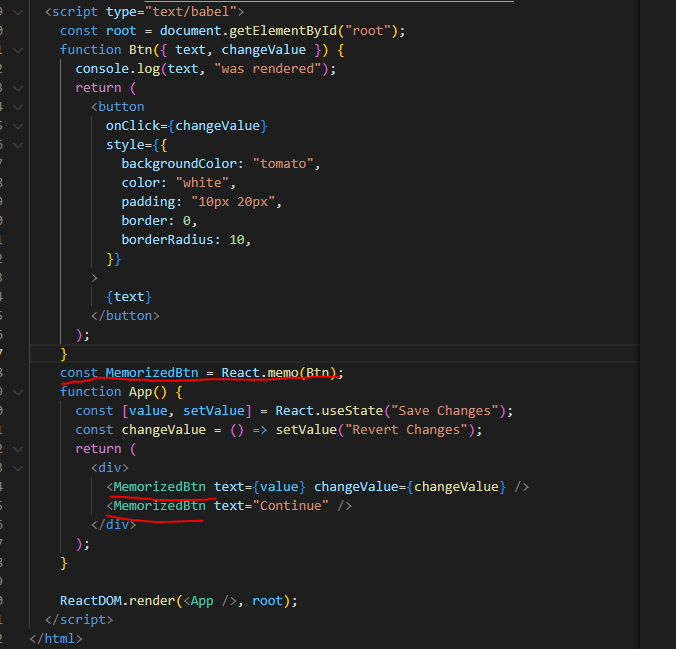 <script type="text/babel">
const root = document.getElementById("root");
function Btn({ text, changeValue }) {
console.log(text, "was rendered");
return (
<button
onClick={changeValue}
style={{
backgroundColor: "tomato",
color: "white",
padding: "10px 20px",
border: 0,
borderRadius: 10,
}}
>
{text}
</button>
);
}
const MemorizedBtn = React.memo(Btn);
function App() {
const [value, setValue] = React.useState("Save Changes");
const changeValue = () => setValue("Revert Changes");
return (
<div>
<MemorizedBtn text={value} changeValue={changeValue} />
<MemorizedBtn text="Continue" />
</div>
);
}
ReactDOM.render(<App />, root);
</script>
</html>